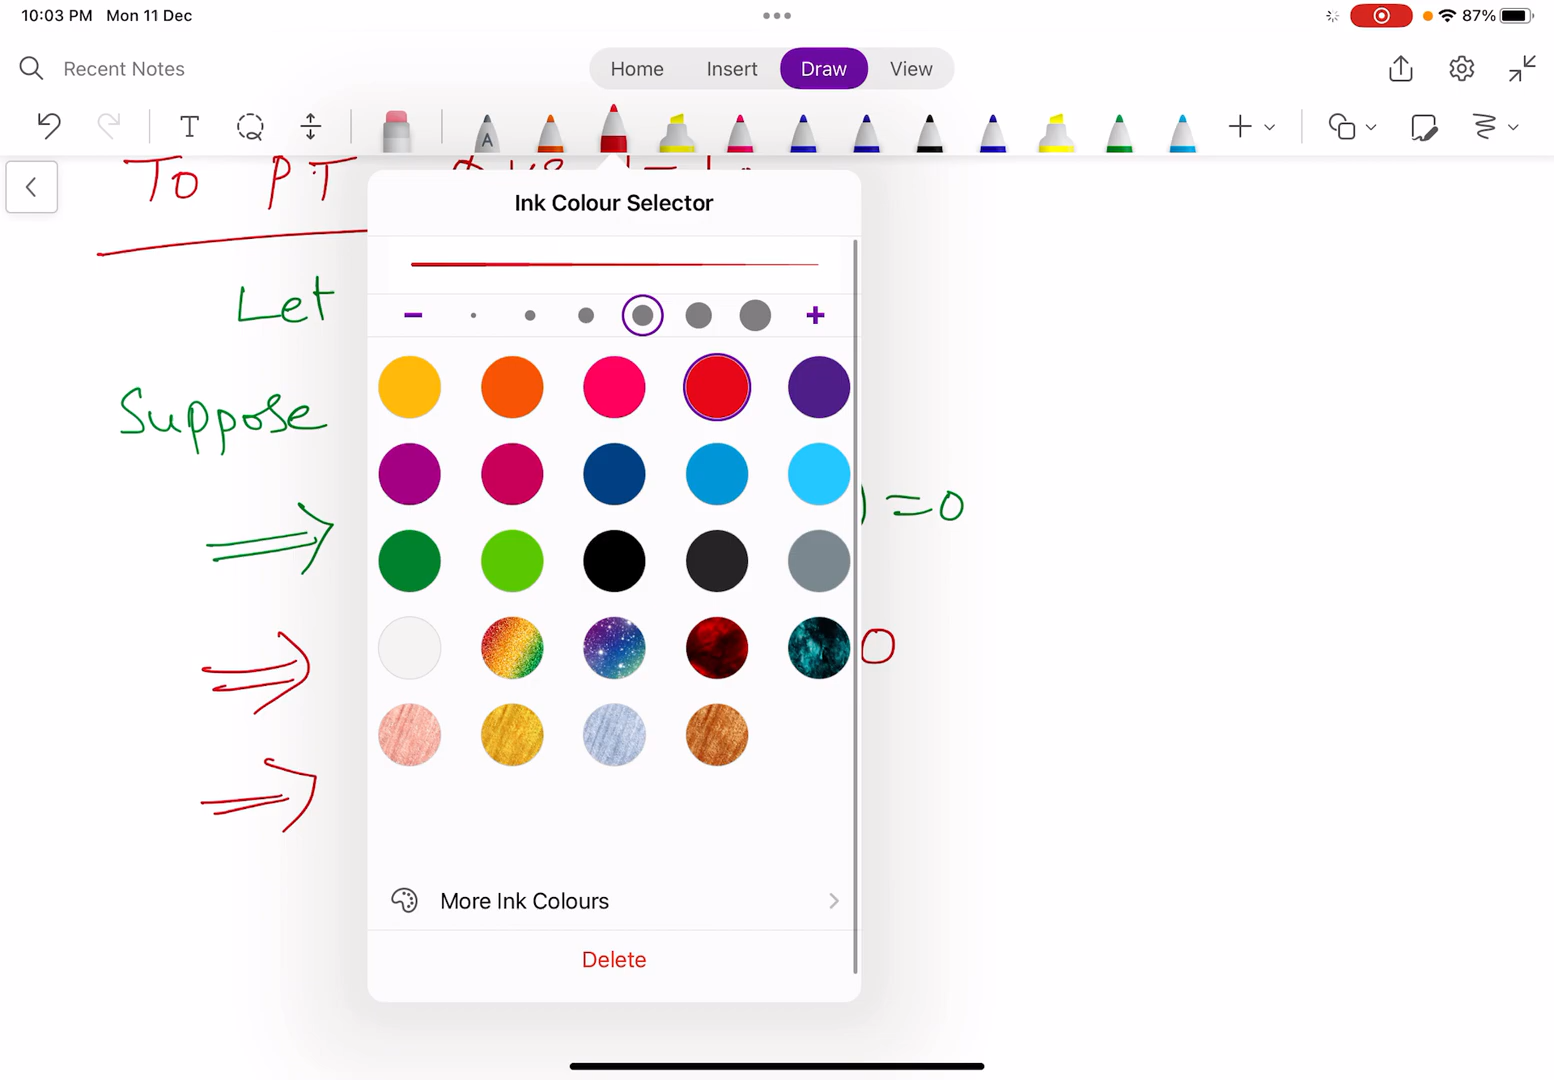 10:03 PM Mon 11 Dec
87%
Recent Notes
Home Insert Draw View
T
A
To PT
Ink Colour Selector
Let
Suppose
) = 0
0
More Ink Colours
Delete